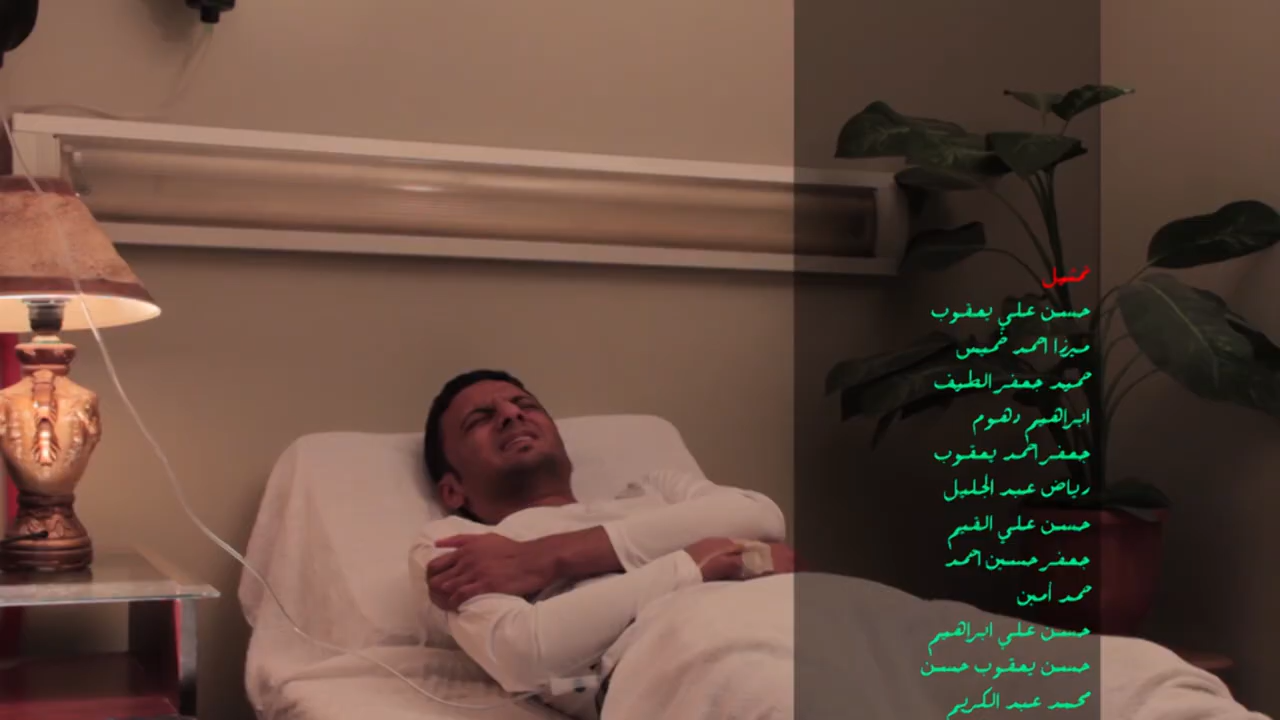 تمثيل
حسن علي يعقوب
ميرزا احمد خميس
حميد جعفر الطيف
ابراهيم دهوم
جعفر احمد يعقوب
رياض عبد الجليل
حسن علي القيم
جعفر حسين احمد
حمد أمين
حسن علي ابراهيم
حسن يعقوب حسن
محمد عبد الكريم